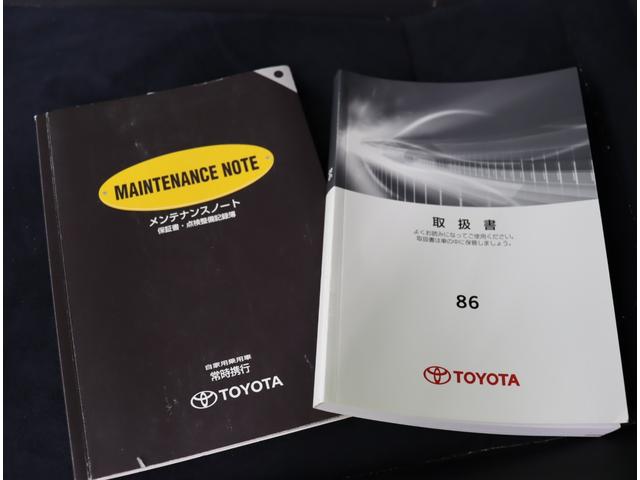 MAINTENANCE NOTE
メンテナンスノート
保証書・点検整備記録簿
自家用乗用車
常時携行
TOYOTA
取扱書
よくお読みになってご使用ください。
取扱書は車の中に保管しましょう。
86
TOYOTA